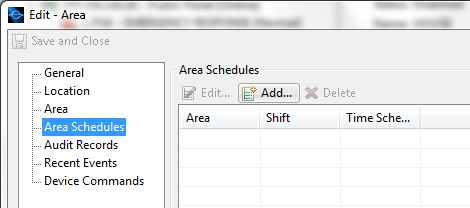 Edit - Area
Save and Close
General
Location
Area
Area Schedules
Audit Records
Recent Events
Device Commands
Area Schedules
Edit... Add... Delete
Area Shift Time Sche...